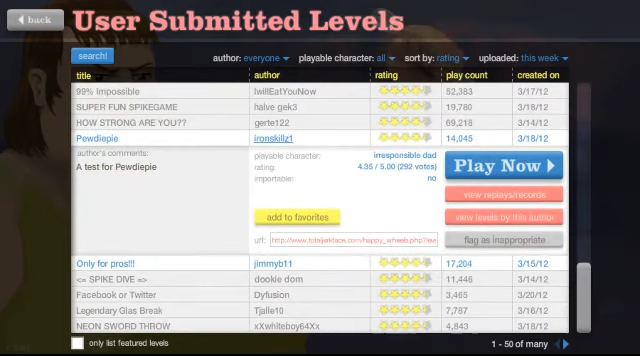 back
User Submitted Levels
search!
author: everyone playable character: all sort by: rating uploaded: this week
title author rating play count created on
99% Impossible IwillEatYouNow 52,383 3/17/12
SUPER FUN SPIKEGAME halve gek3 19,780 3/18/12
HOW STRONG ARE YOU?? gerte122 69,218 3/14/12
Pewdiepie ironskillz1 14,045 3/18/12
author's comments:
A test for Pewdiepie
playable character: irresponsible dad
rating: 4.35 / 5.00 (292 votes)
importable: no
Play Now
view replays/records
add to favorites
view levels by this author
url: http://www.totaljerkface.com/happy_wheels.php?lev
flag as inappropriate
Only for pros!!! jimmyb11 17,204 3/15/12
<= SPIKE DIVE => dookie dom 11,446 3/14/12
Facebook or Twitter Dyfusion 3,465 3/20/12
Legendary Glas Break Tjalle10 7,787 3/16/12
NEON SWORD THROW xXwhiteboy64Xx 4,843 3/18/12
only list featured levels
1 - 50 of many